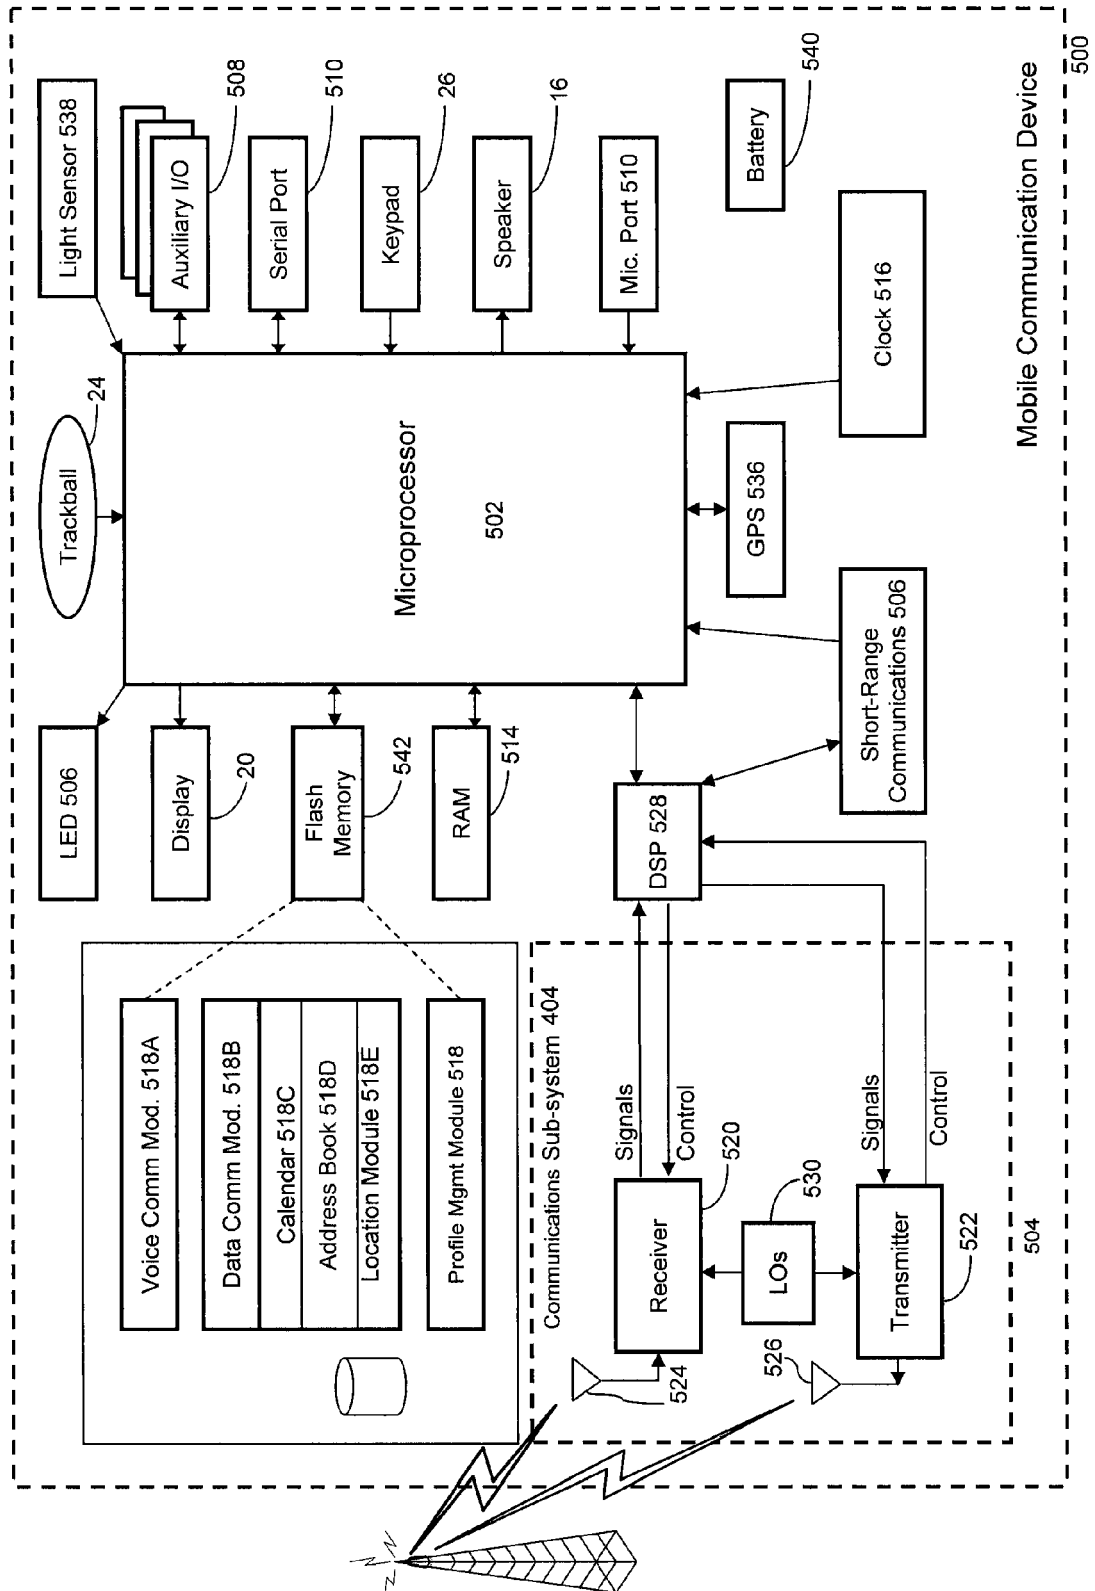 Light Sensor 538
Auxiliary I/O
508
Serial Port
510
Keypad
26
Speaker
16
Mic. Port 510
Battery
540
Trackball
24
Microprocessor
502
Clock 516
GPS 536
Short-Range
Communications 506
LED 506
Display
20
Flash
Memory
542
RAM
514
DSP 528
Voice Comm Mod. 518A
Data Comm Mod. 518B
Calendar 518C
Address Book 518D
Location Module 518E
Profile Mgmt Module 518
Communications Sub-system 404
Signals
Control
Receiver
520
524
LOs
530
Signals
Control
Transmitter
522
526
504
Mobile Communication Device
500